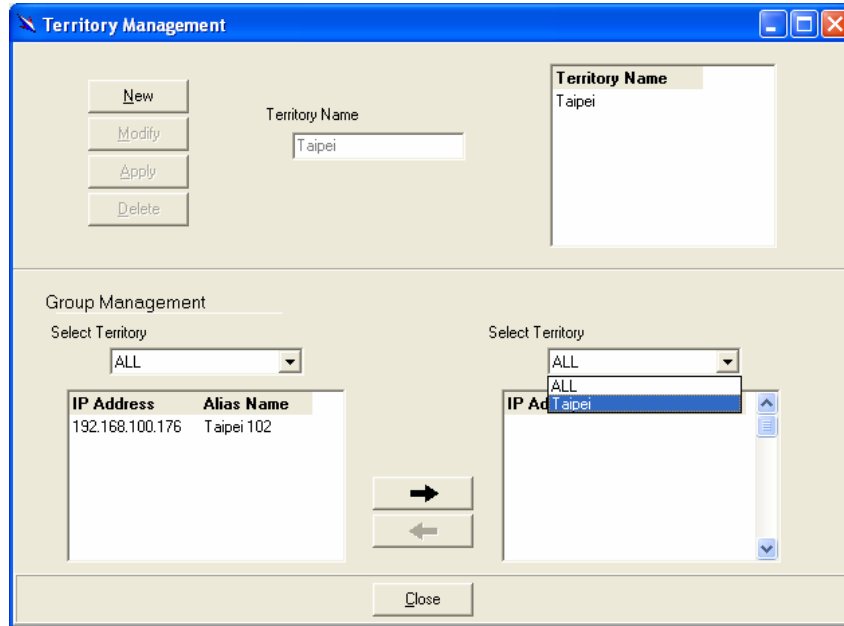 Territory Management
New
Modify
Apply
Delete
Territory Name
Taipei
Territory Name
Taipei
Group Management
Select Territory
ALL
IP Address Alias Name
192.168.100.176 Taipei 102
Select Territory
ALL
ALL
Taipei
IP Ad
Close